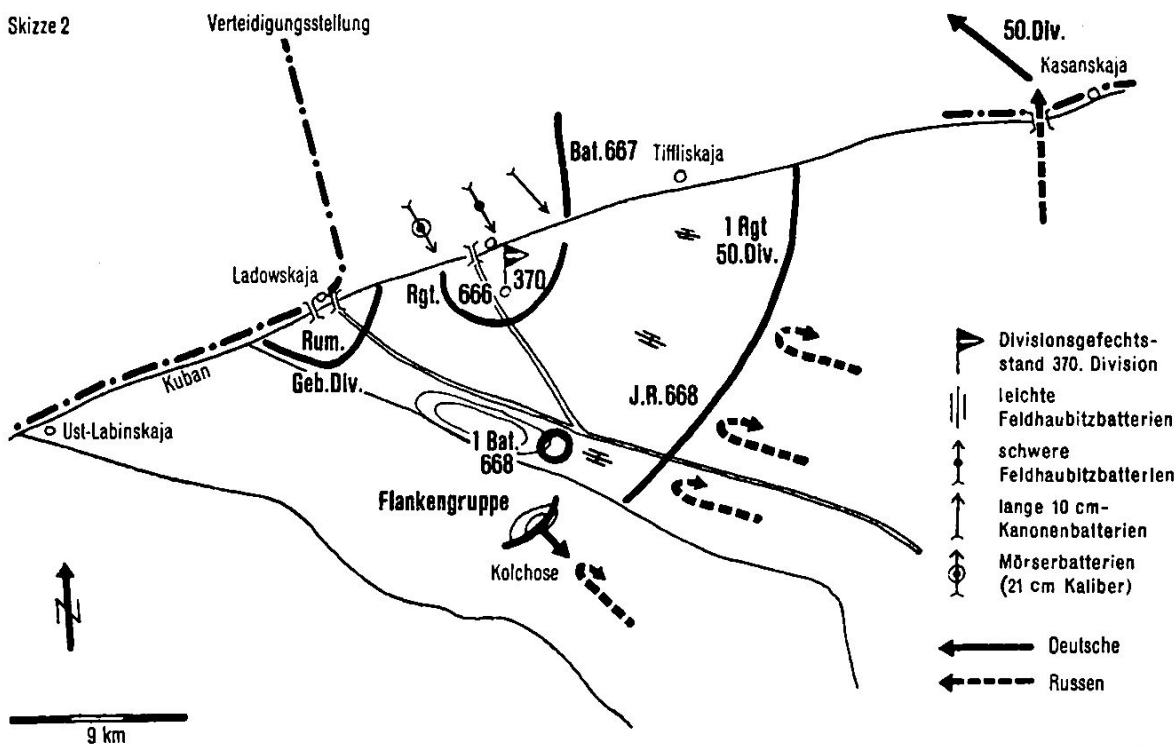 Skizze 2
Verteidigungsstellung
50.Div.
Kasanskaja
Bat.667
Tiffliskaja
1 Rgt
50.Div.
Ladowskaja
Rgt. 666
370
Rum.
Geb.Div.
Kuban
J.R.668
Ust-Labinskaja
1 Bat.
668
Flankengruppe
Kolchose
N
9 km
Divisionsgefechts-
stand 370. Division
leichte
Feldhaubitzbatterien
schwere
Feldhaubitzbatterien
lange 10 cm-
Kanonenbatterien
Mörserbatterien
(21 cm Kaliber)
Deutsche
Russen